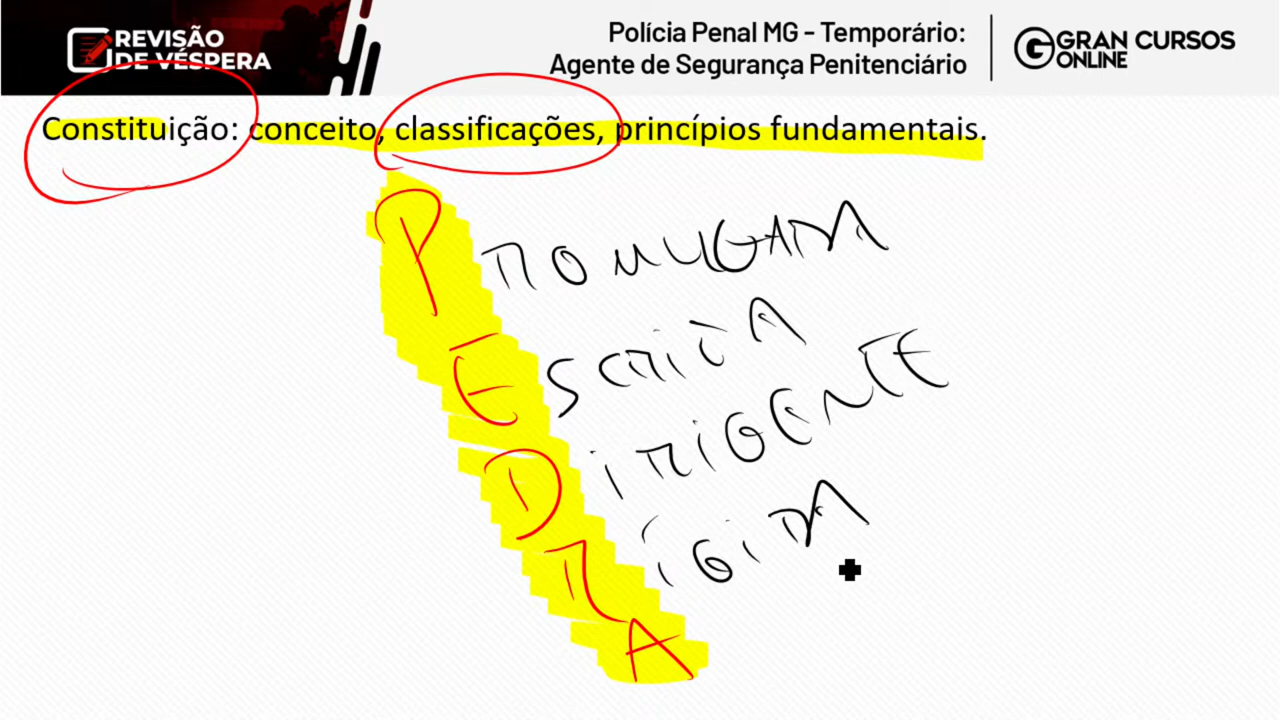 REVISÃO
DE VÉSPERA
Polícia Penal MG - Temporário:
Agente de Segurança Penitenciário
GRAN CURSOS
ONLINE
Constituição: conceito, classificações, princípios fundamentais.
PROMUGADA
ESCRITA
DIRIGENTE
RÍGIDA
A